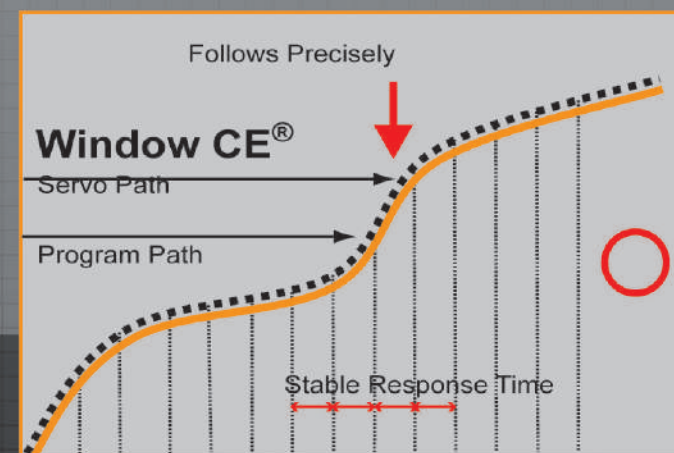 Follows Precisely
Window CE®
Servo Path
Program Path
Stable Response Time